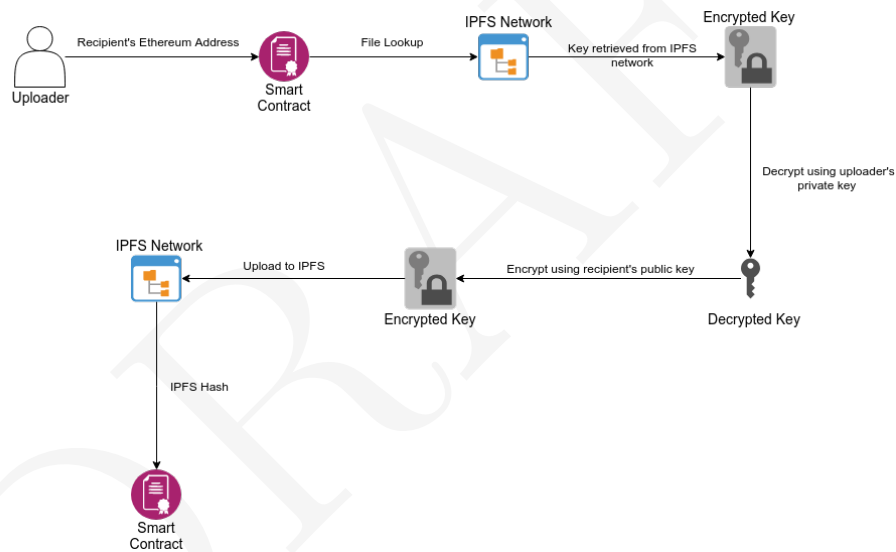 Encrypted Key
IPFS Network
Recipient's Ethereum Address
File Lookup
Key retrieved from IPFS
network
Uploader
Smart
Contract
Decrypt using uploader's
private key
IPFS Network
Upload to IPFS
Encrypt using recipient's public key
Encrypted Key
Decrypted Key
IPFS Hash
Smart
Contract
DRAF